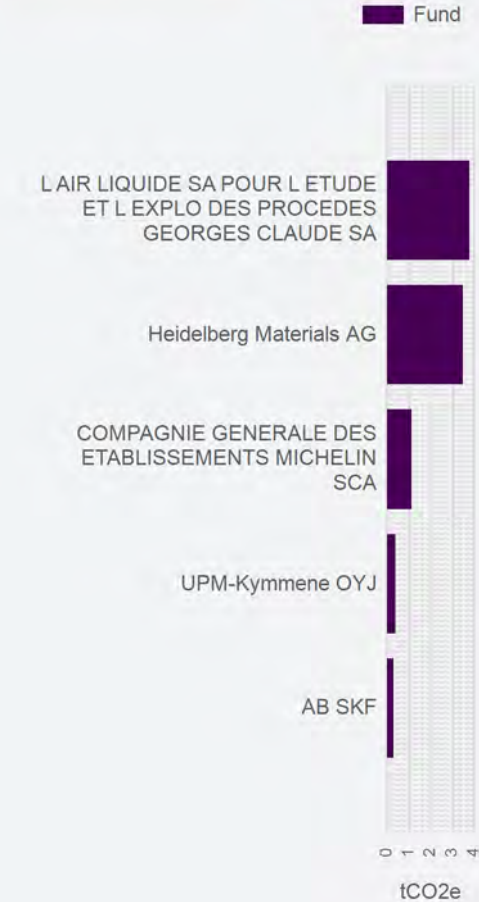 Fund
L AIR LIQUIDE SA POUR L ETUDE
ET L EXPLO DES PROCEDES
GEORGES CLAUDE SA
Heidelberg Materials AG
COMPAGNIE GENERALE DES
ETABLISSEMENTS MICHELIN
SCA
UPM-Kymmene OYJ
AB SKF
0 1 2 3 4
tCO2e